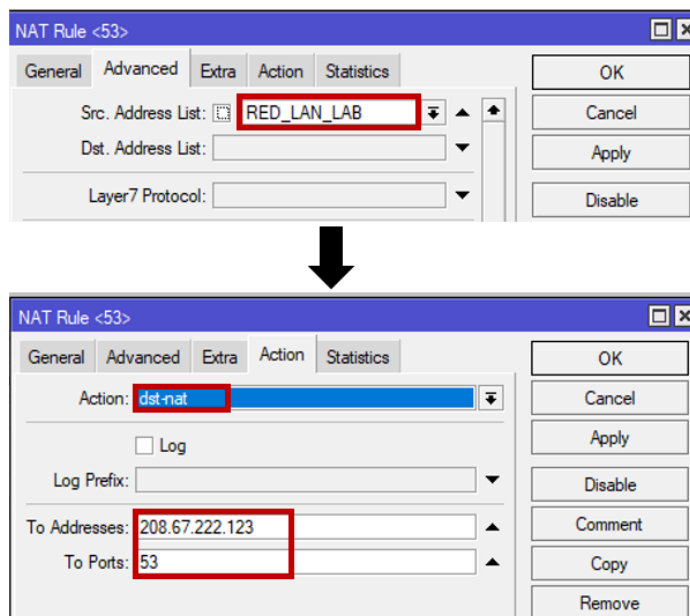 NAT Rule <53>
General Advanced Extra Action Statistics
OK
Src. Address List: RED_LAN_LAB
Cancel
Dst. Address List:
Apply
Layer7 Protocol:
Disable
NAT Rule <53>
General Advanced Extra Action Statistics
OK
Action: dst-nat
Cancel
Log
Apply
Log Prefix:
Disable
To Addresses: 208.67.222.123
Comment
To Ports: 53
Copy
Remove